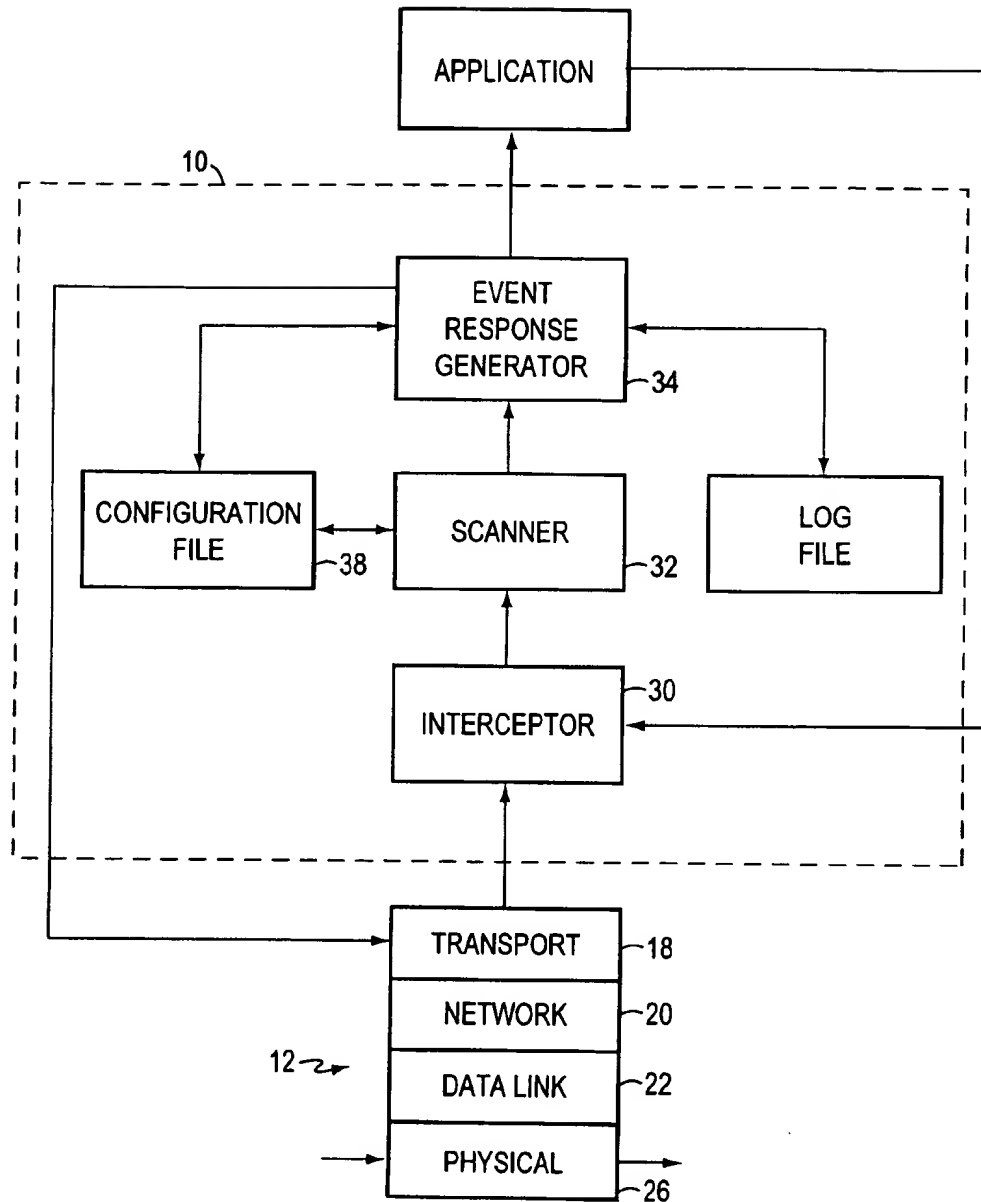 APPLICATION
10
EVENT
RESPONSE
GENERATOR
34
CONFIGURATION
FILE
38
SCANNER
32
LOG
FILE
30
INTERCEPTOR
TRANSPORT
18
NETWORK
20
12
DATA LINK
22
PHYSICAL
26